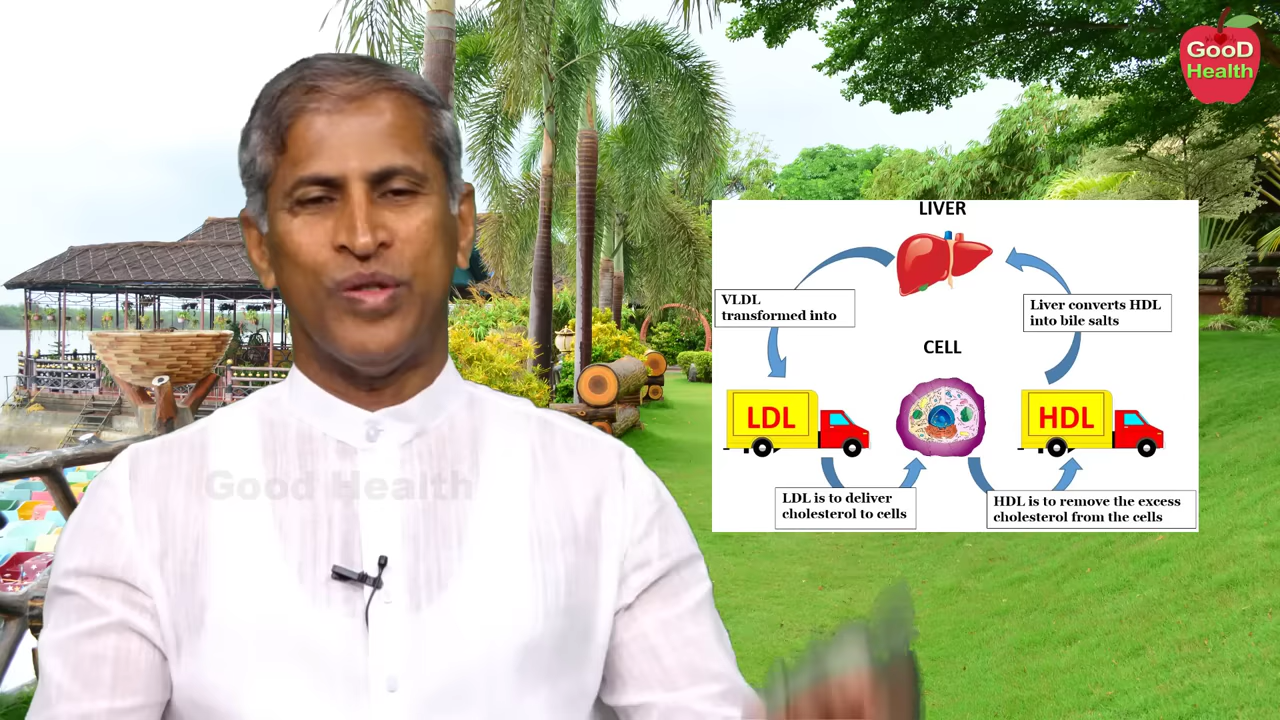 GooD
Health
LIVER
VLDL
transformed into
Liver converts HDL
into bile salts
CELL
LDL
HDL
LDL is to deliver
cholesterol to cells
HDL is to remove the excess
cholesterol from the cells
Good Health